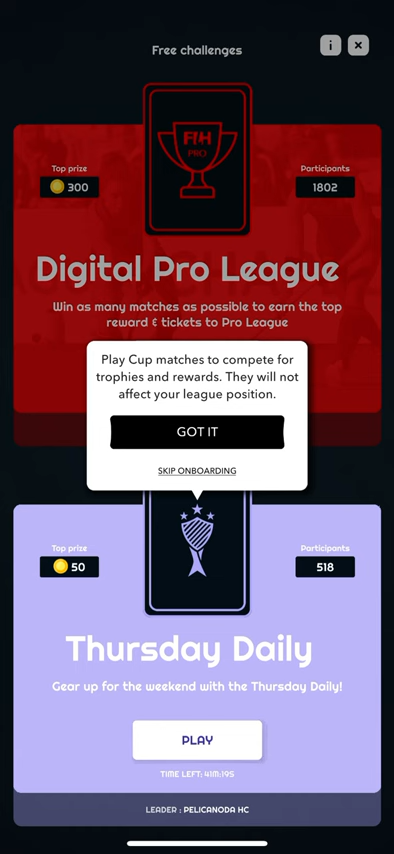 Free challenges
i
×
FIH
PRO
Top prize
300
Participants
1802
Digital Pro League
Win as many matches as possible to earn the top
reward & tickets to Pro League
Play Cup matches to compete for
trophies and rewards. They will not
affect your league position.
GOT IT
SKIP ONBOARDING
Top prize
50
Participants
518
Thursday Daily
Gear up for the weekend with the Thursday Daily!
PLAY
TIME LEFT: 41M:19S
LEADER : PELICANODA HC